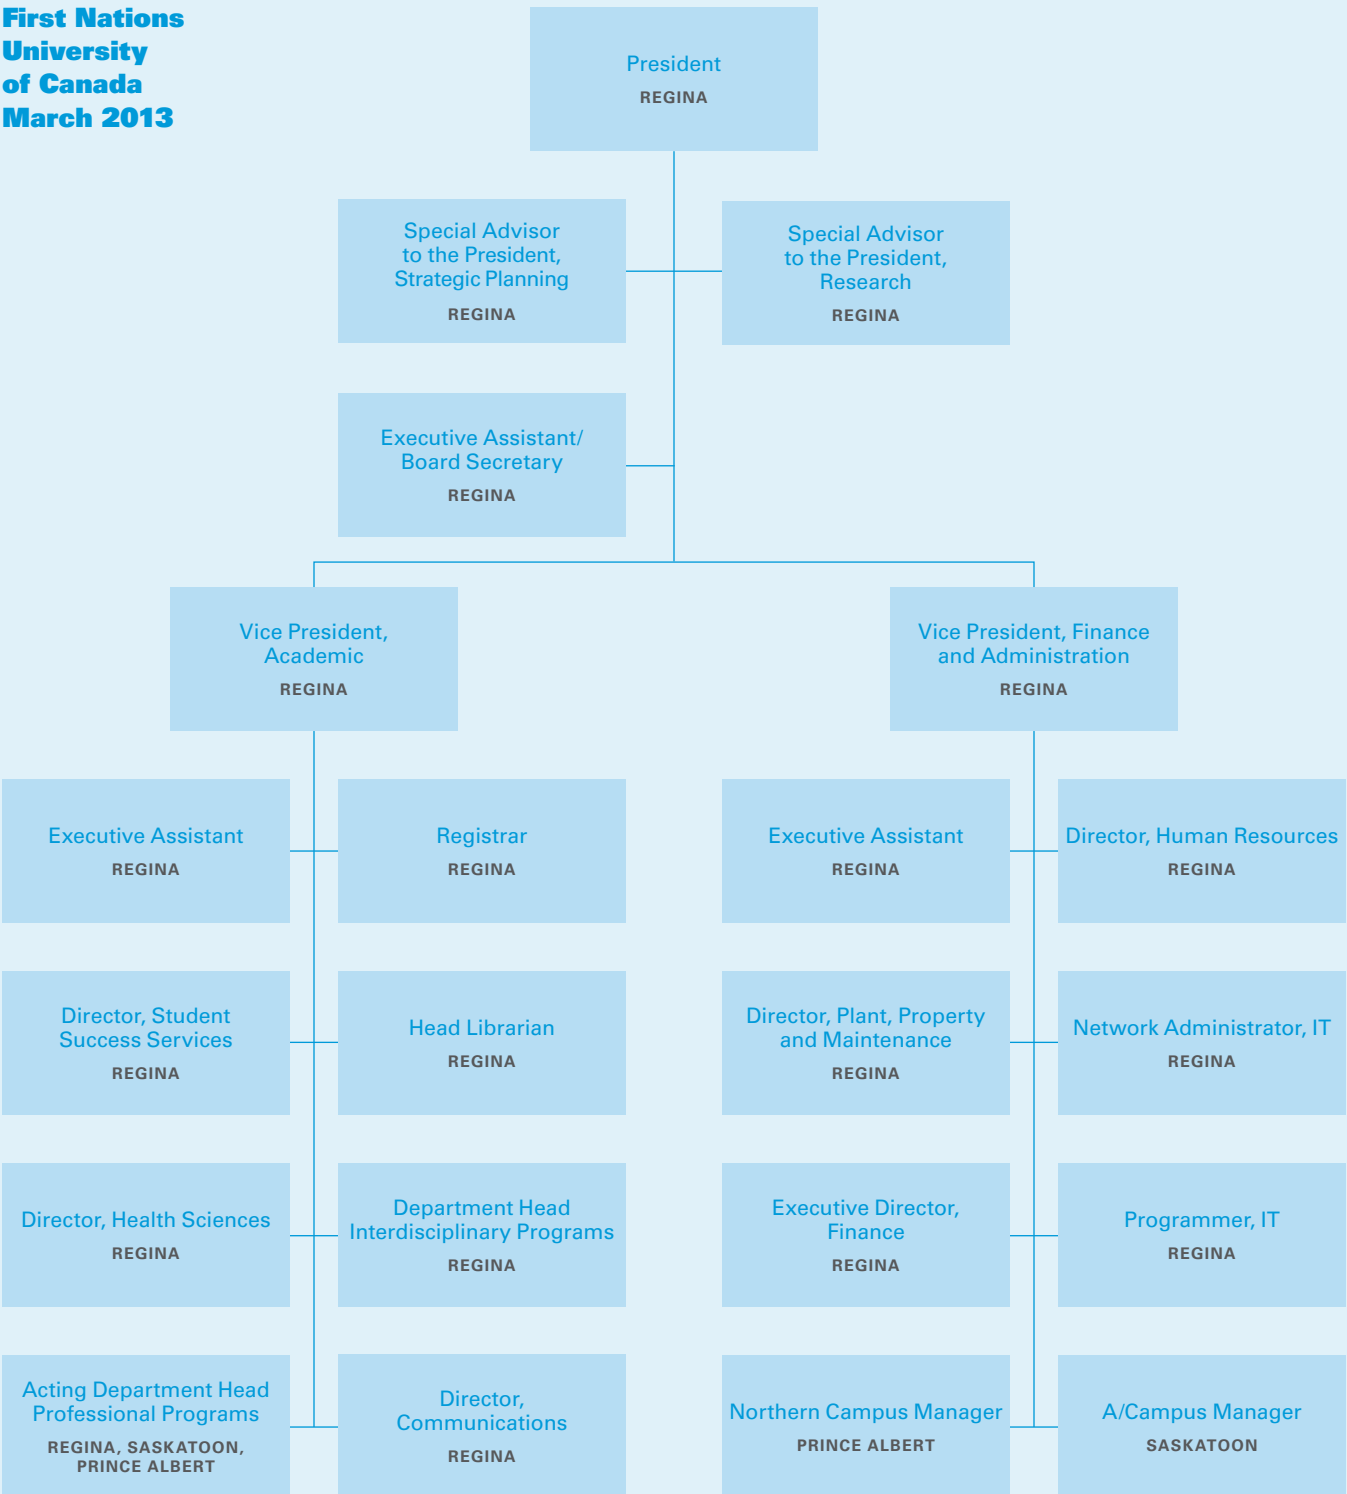 First Nations
University
of Canada
March 2013
President
REGINA
Special Advisor
to the President,
Strategic Planning
REGINA
Special Advisor
to the President,
Research
REGINA
Executive Assistant/
Board Secretary
REGINA
Vice President,
Academic
REGINA
Vice President, Finance
and Administration
REGINA
Executive Assistant
REGINA
Registrar
REGINA
Executive Assistant
REGINA
Director, Human Resources
REGINA
Director, Student
Success Services
REGINA
Head Librarian
REGINA
Director, Plant, Property
and Maintenance
REGINA
Network Administrator, IT
REGINA
Director, Health Sciences
REGINA
Department Head
Interdisciplinary Programs
REGINA
Executive Director,
Finance
REGINA
Programmer, IT
REGINA
Acting Department Head
Professional Programs
REGINA, SASKATOON,
PRINCE ALBERT
Director,
Communications
REGINA
Northern Campus Manager
PRINCE ALBERT
A/Campus Manager
SASKATOON